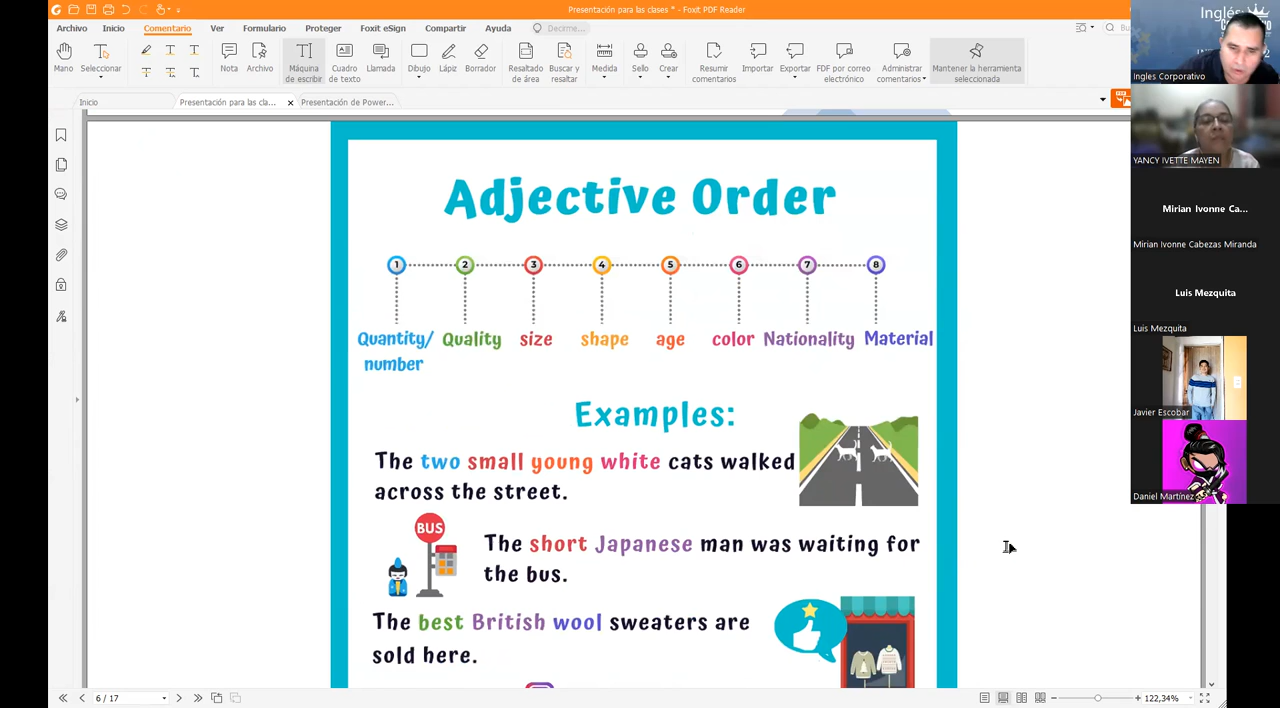 Presentación para las clases * - Foxit PDF Reader
Archivo Inicio Comentario Ver Formulario Proteger Foxit eSign Compartir Ayuda Decirme...
Mano Seleccionar Nota Archivo Máquina de escribir Cuadro de texto Llamada Dibujo Lápiz Borrador Resaltado de área Buscar y resaltar Medida Sello Crear Resumir comentarios Importar Exportar FDF por correo electrónico Administrar comentarios Mantener la herramienta seleccionada
Inicio Presentación para las cla... Presentación de Power...
Adjective Order
1 2 3 4 5 6 7 8
Quantity/ Quality size shape age color Nationality Material
number
Examples:
The two small young white cats walked
across the street.
BUS
The short Japanese man was waiting for
the bus.
The best British wool sweaters are
sold here.
6 / 17
122,34%
Inglés
Ingles Corporativo
YANCY IVETTE MAYEN
Mirian Ivonne Ca...
Mirian Ivonne Cabezas Miranda
Luis Mezquita
Luis Mezquita
Javier Escobar
Daniel Martínez